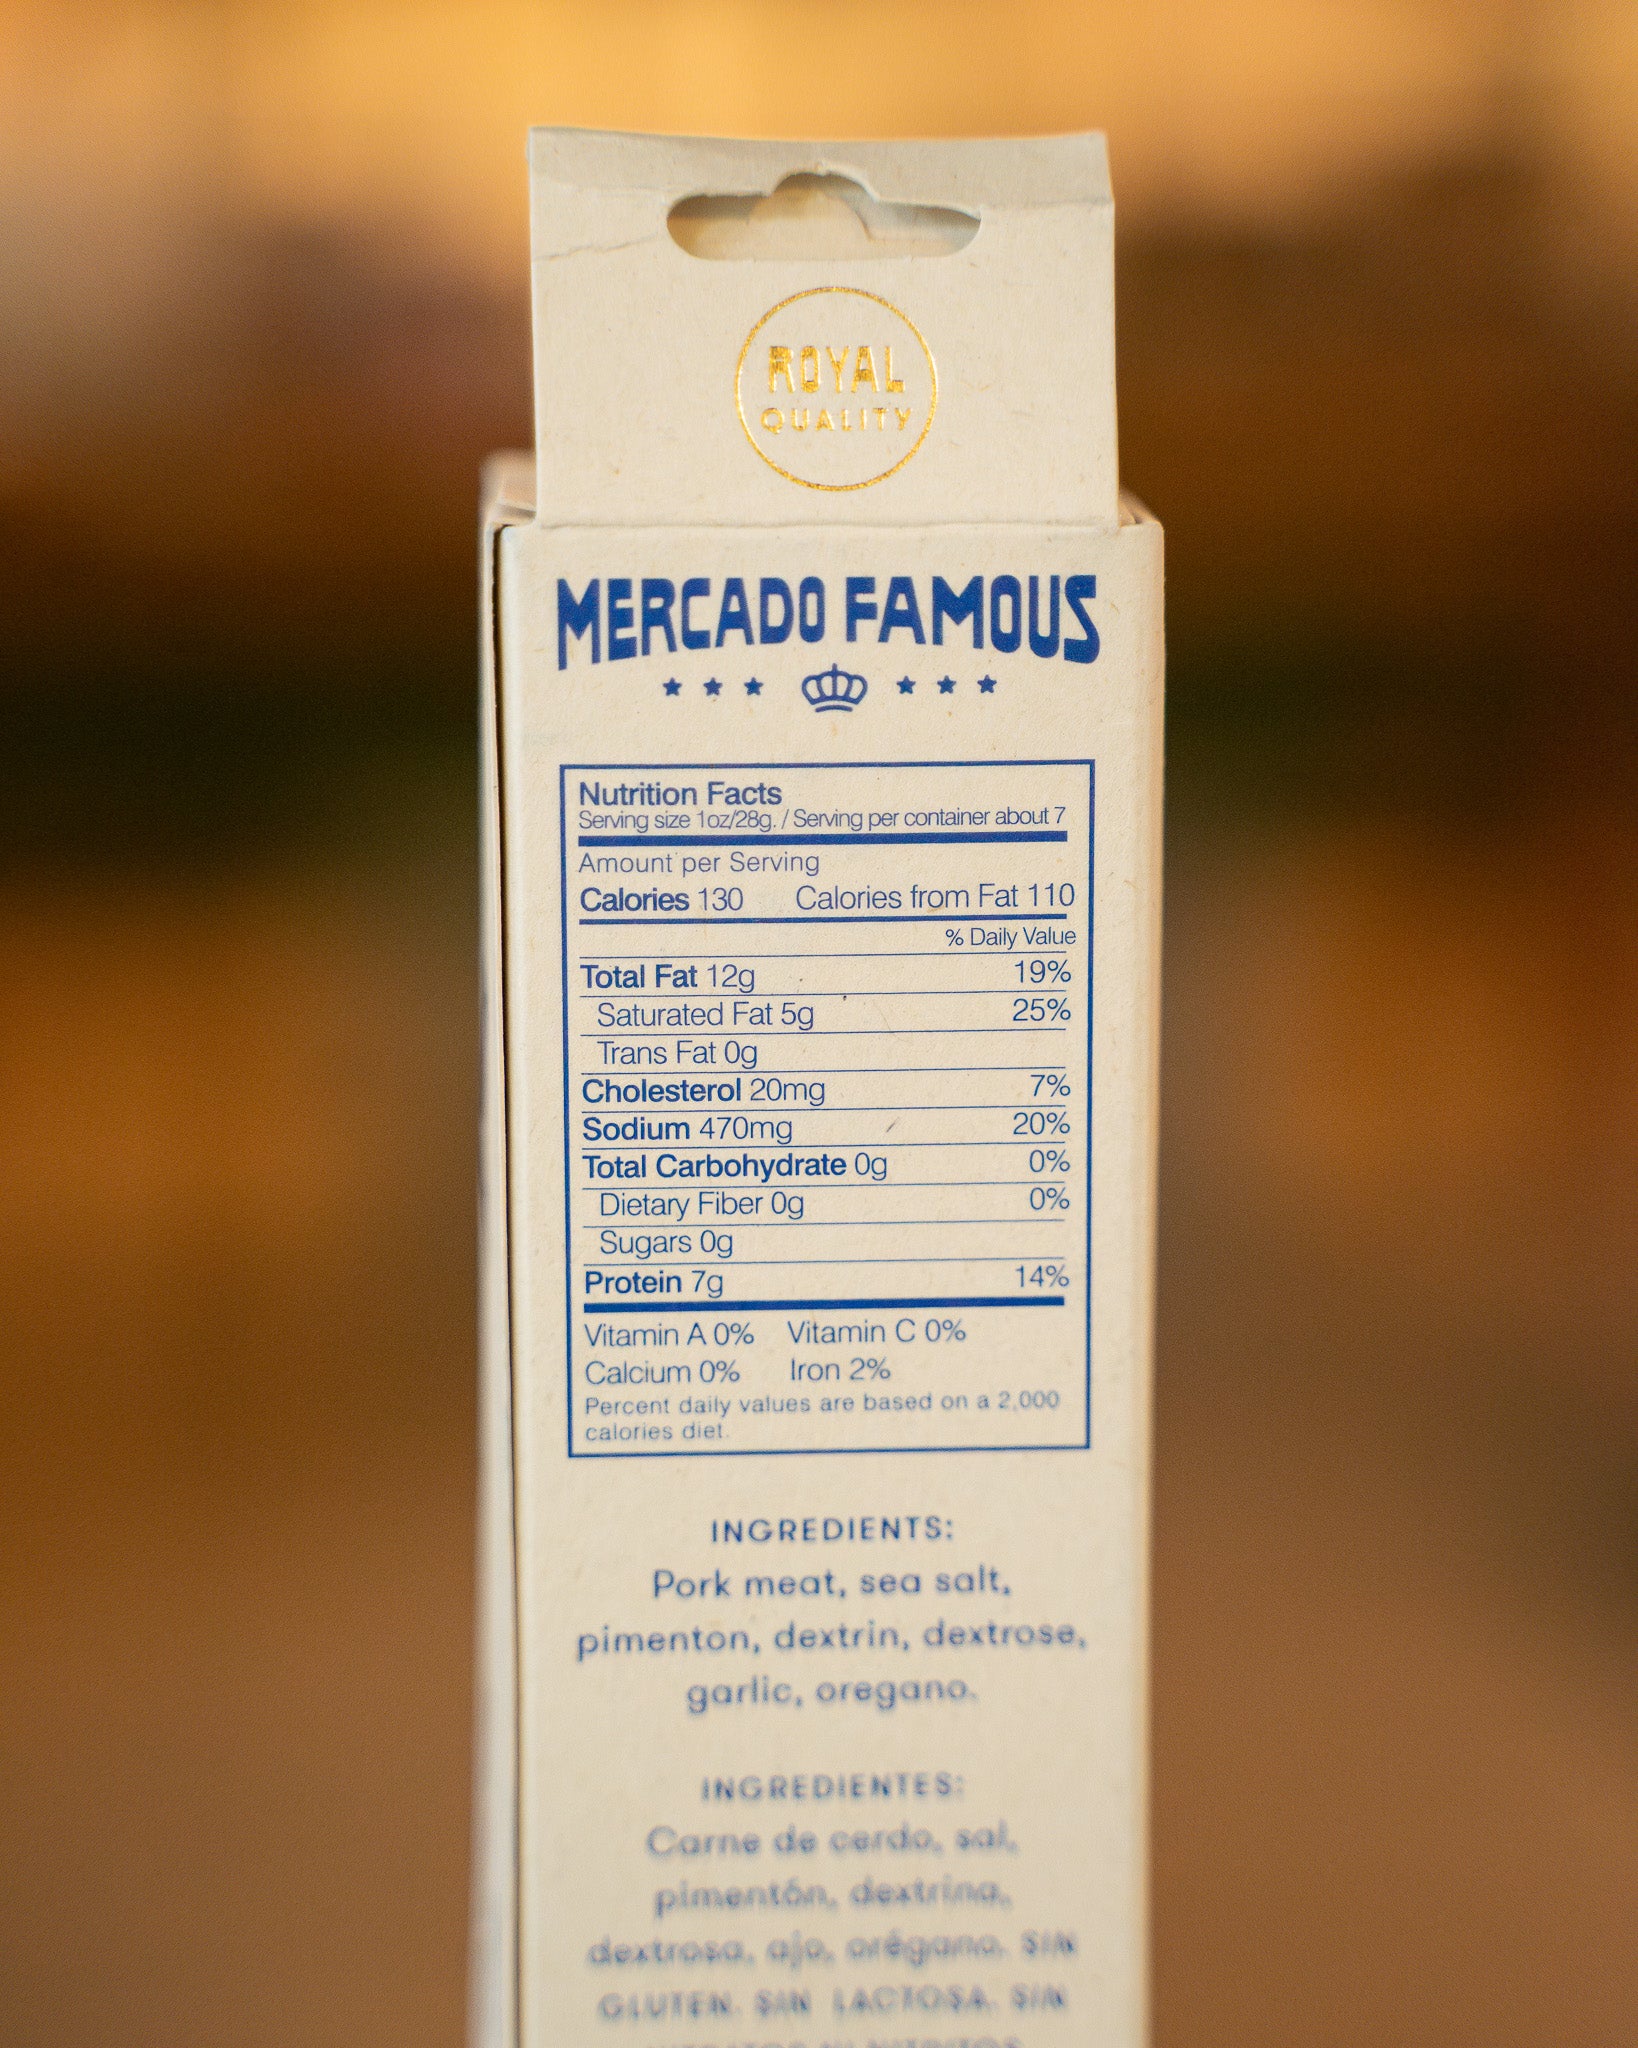 ROYAL
QUALITY
MERCADO FAMOUS
Nutrition Facts
Serving size 1oz/28g. / Serving per container about 7
Amount per Serving
Calories 130 Calories from Fat 110
% Daily Value
Total Fat 12g 19%
Saturated Fat 5g 25%
Trans Fat 0g
Cholesterol 20mg 7%
Sodium 470mg 20%
Total Carbohydrate 0g 0%
Dietary Fiber 0g 0%
Sugars 0g
Protein 7g 14%
Vitamin A 0% Vitamin C 0%
Calcium 0% Iron 2%
Percent daily values are based on a 2,000
calories diet.
INGREDIENTS:
Pork meat, sea salt,
pimenton, dextrin, dextrose,
garlic, oregano.
INGREDIENTES:
Carne de cerdo, sal,
pimentón, dextrina,
dextrosa, ajo, orégano. SIN
GLUTEN. SIN LACTOSA. SIN